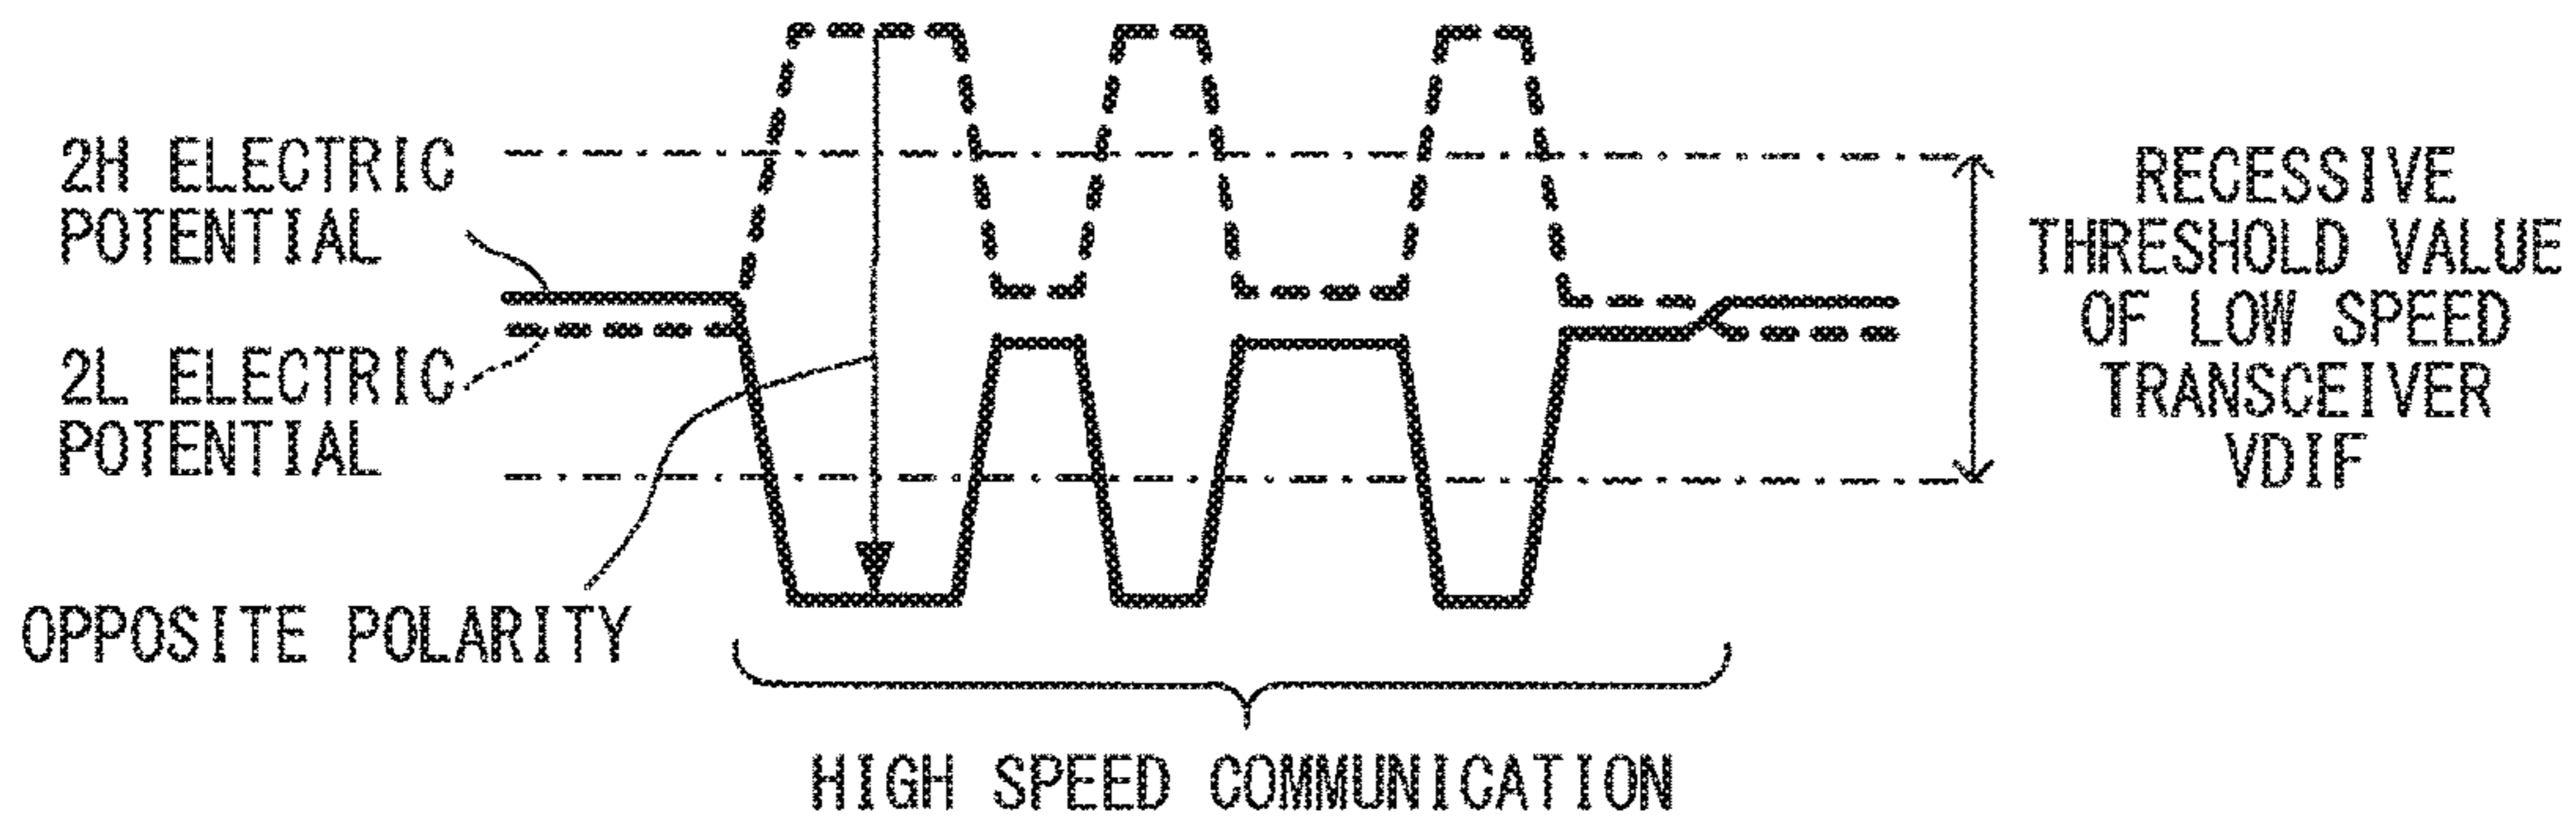 2H ELECTRIC
POTENTIAL
2L ELECTRIC
POTENTIAL
OPPOSITE POLARITY
HIGH SPEED COMMUNICATION
RECESSIVE
THRESHOLD VALUE
OF LOW SPEED
TRANSCEIVER
VDIF